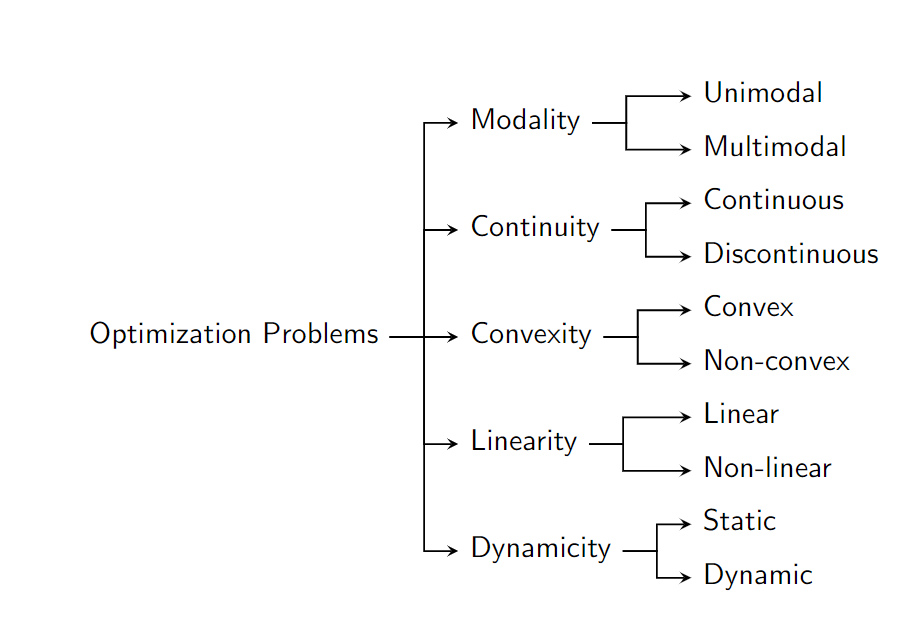 Optimization Problems
Modality
Unimodal
Multimodal
Continuity
Continuous
Discontinuous
Convexity
Convex
Non-convex
Linearity
Linear
Non-linear
Dynamicity
Static
Dynamic